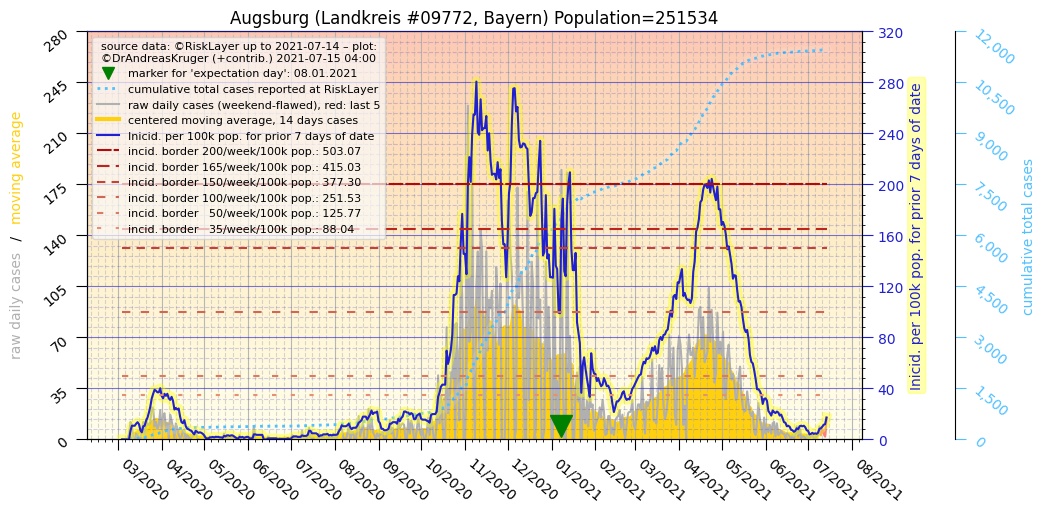 Augsburg (Landkreis #09772, Bayern) Population=251534
source data: ©RiskLayer up to 2021-07-14 – plot:
©DrAndreasKruger (+contrib.) 2021-07-15 04:00
marker for 'expectation day': 08.01.2021
cumulative total cases reported at RiskLayer
raw daily cases (weekend-flawed), red: last 5
centered moving average, 14 days cases
Inicid. per 100k pop. for prior 7 days of date
incid. border 200/week/100k pop.: 503.07
incid. border 165/week/100k pop.: 415.03
incid. border 150/week/100k pop.: 377.30
incid. border 100/week/100k pop.: 251.53
incid. border   50/week/100k pop.: 125.77
incid. border   35/week/100k pop.: 88.04
raw daily cases / moving average
280
245
210
175
140
105
70
35
0
320
280
240
200
160
120
80
40
0
Inicid. per 100k pop. for prior 7 days of date
12,000
10,500
9,000
7,500
6,000
4,500
3,000
1,500
0
cumulative total cases
03/2020
04/2020
05/2020
06/2020
07/2020
08/2020
09/2020
10/2020
11/2020
12/2020
01/2021
02/2021
03/2021
04/2021
05/2021
06/2021
07/2021
08/2021